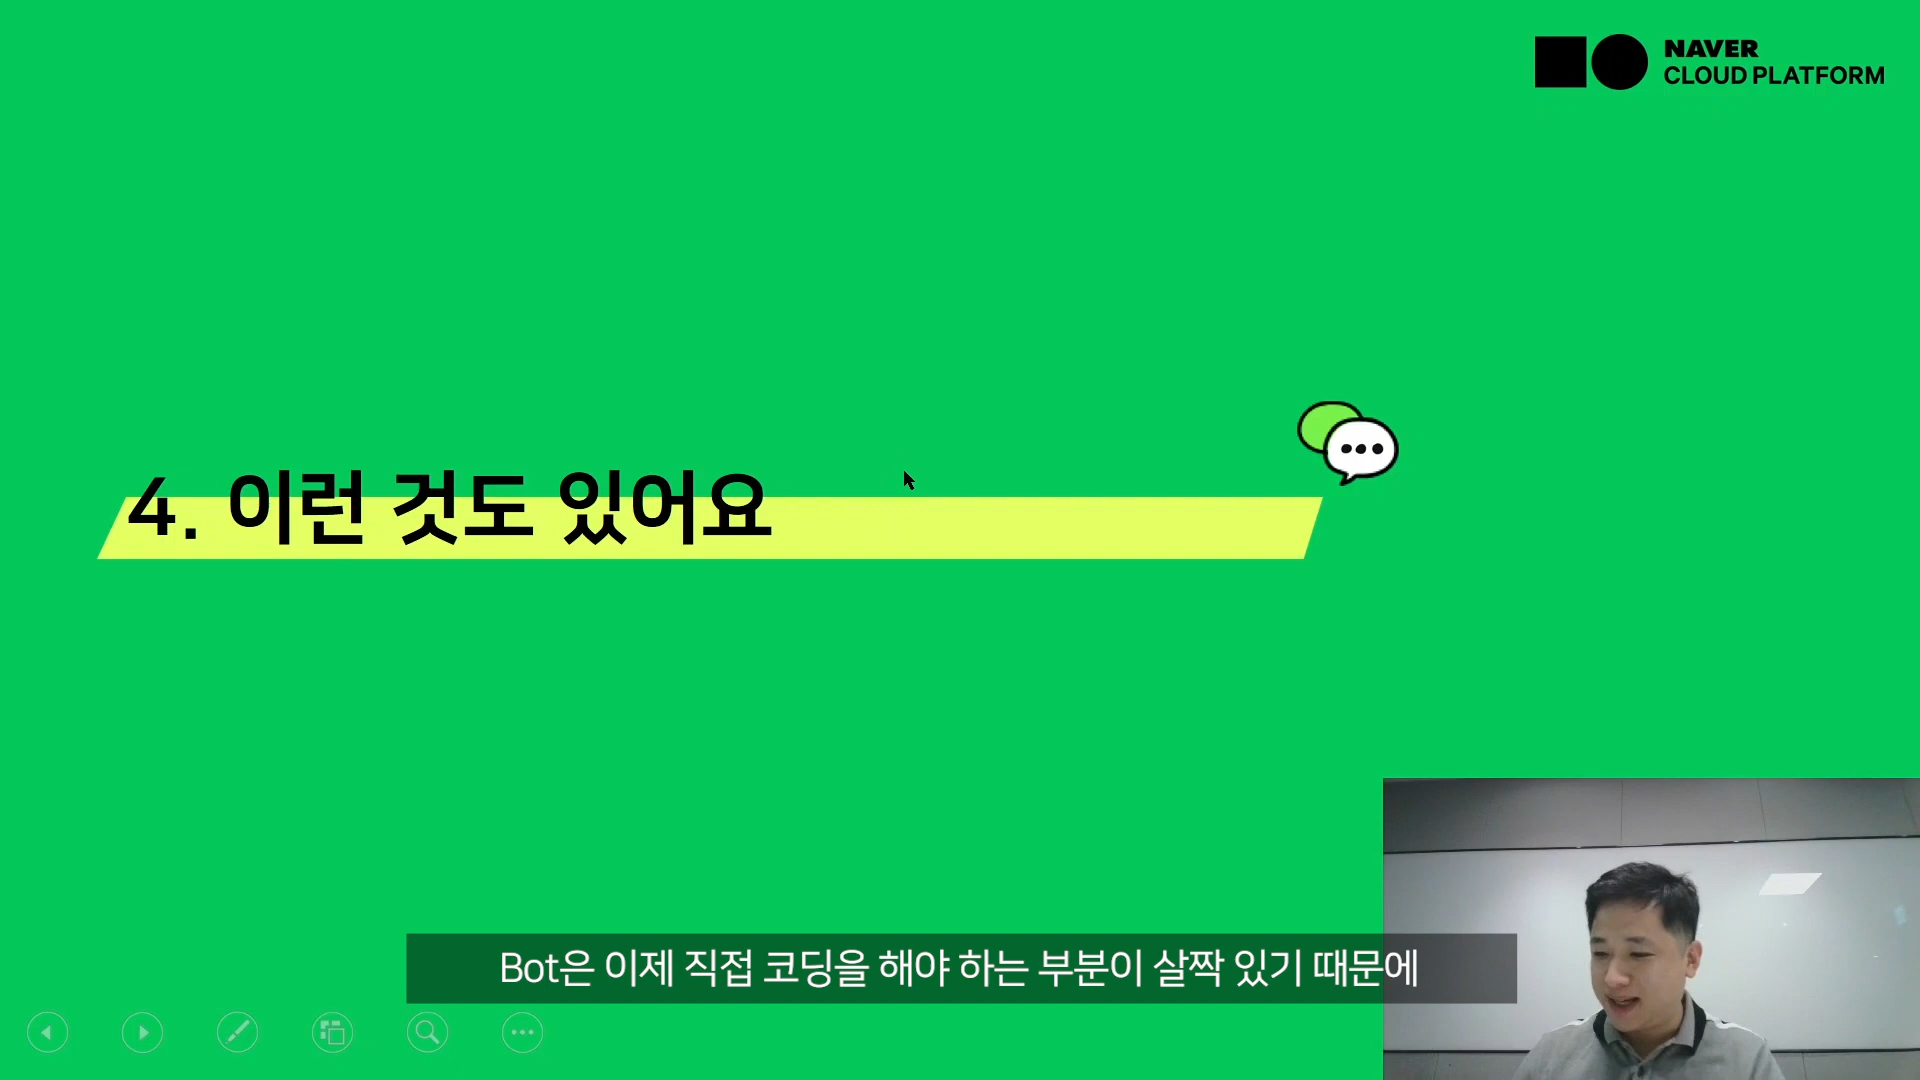 NAVER
CLOUD PLATFORM
4. 이런 것도 있어요
Bot은 이제 직접 코딩을 해야 하는 부분이 살짝 있기 때문에